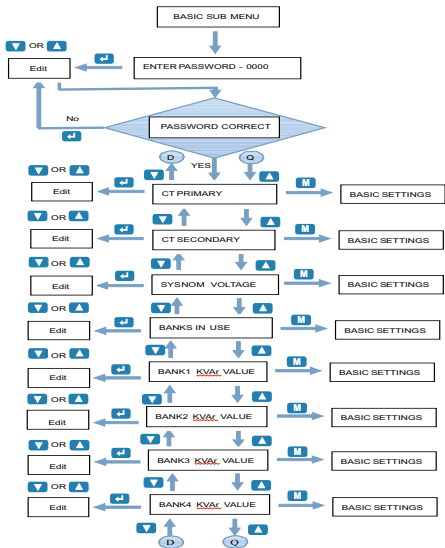 BASIC SUB MENU
OR
Edit
ENTER PASSWORD - 0000
No
PASSWORD CORRECT
D
YES
Q
OR
Edit
CT PRIMARY
M
BASIC SETTINGS
OR
Edit
CT SECONDARY
M
BASIC SETTINGS
OR
Edit
SYSNOM VOLTAGE
M
BASIC SETTINGS
OR
Edit
BANKS IN USE
M
BASIC SETTINGS
OR
Edit
BANK1 KVAr VALUE
M
BASIC SETTINGS
OR
Edit
BANK2 KVAr VALUE
M
BASIC SETTINGS
OR
Edit
BANK3 KVAr VALUE
M
BASIC SETTINGS
OR
Edit
BANK4 KVAr VALUE
M
BASIC SETTINGS
D
Q